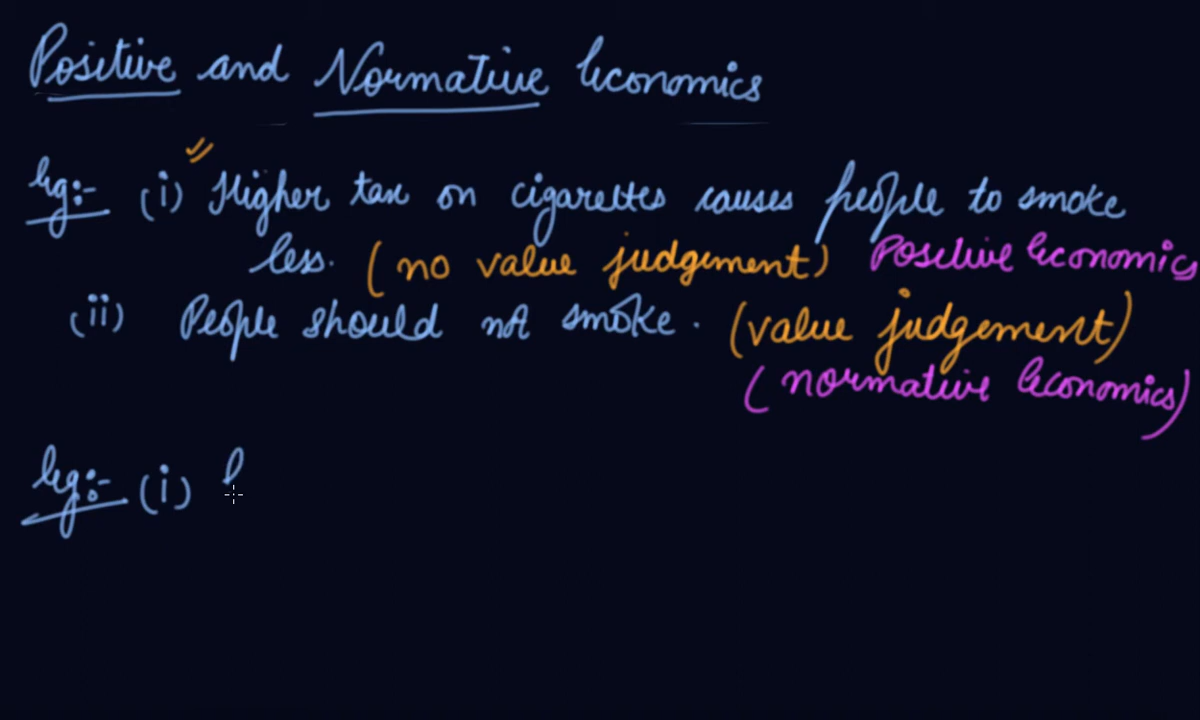 Positive and Normative Economics
Eg:- (i) Higher tax on cigarettes causes people to smoke
less. (no value judgement) Positive Economics
(ii) People should not smoke. (value judgement)
(normative Economics)
Eg:- (i)